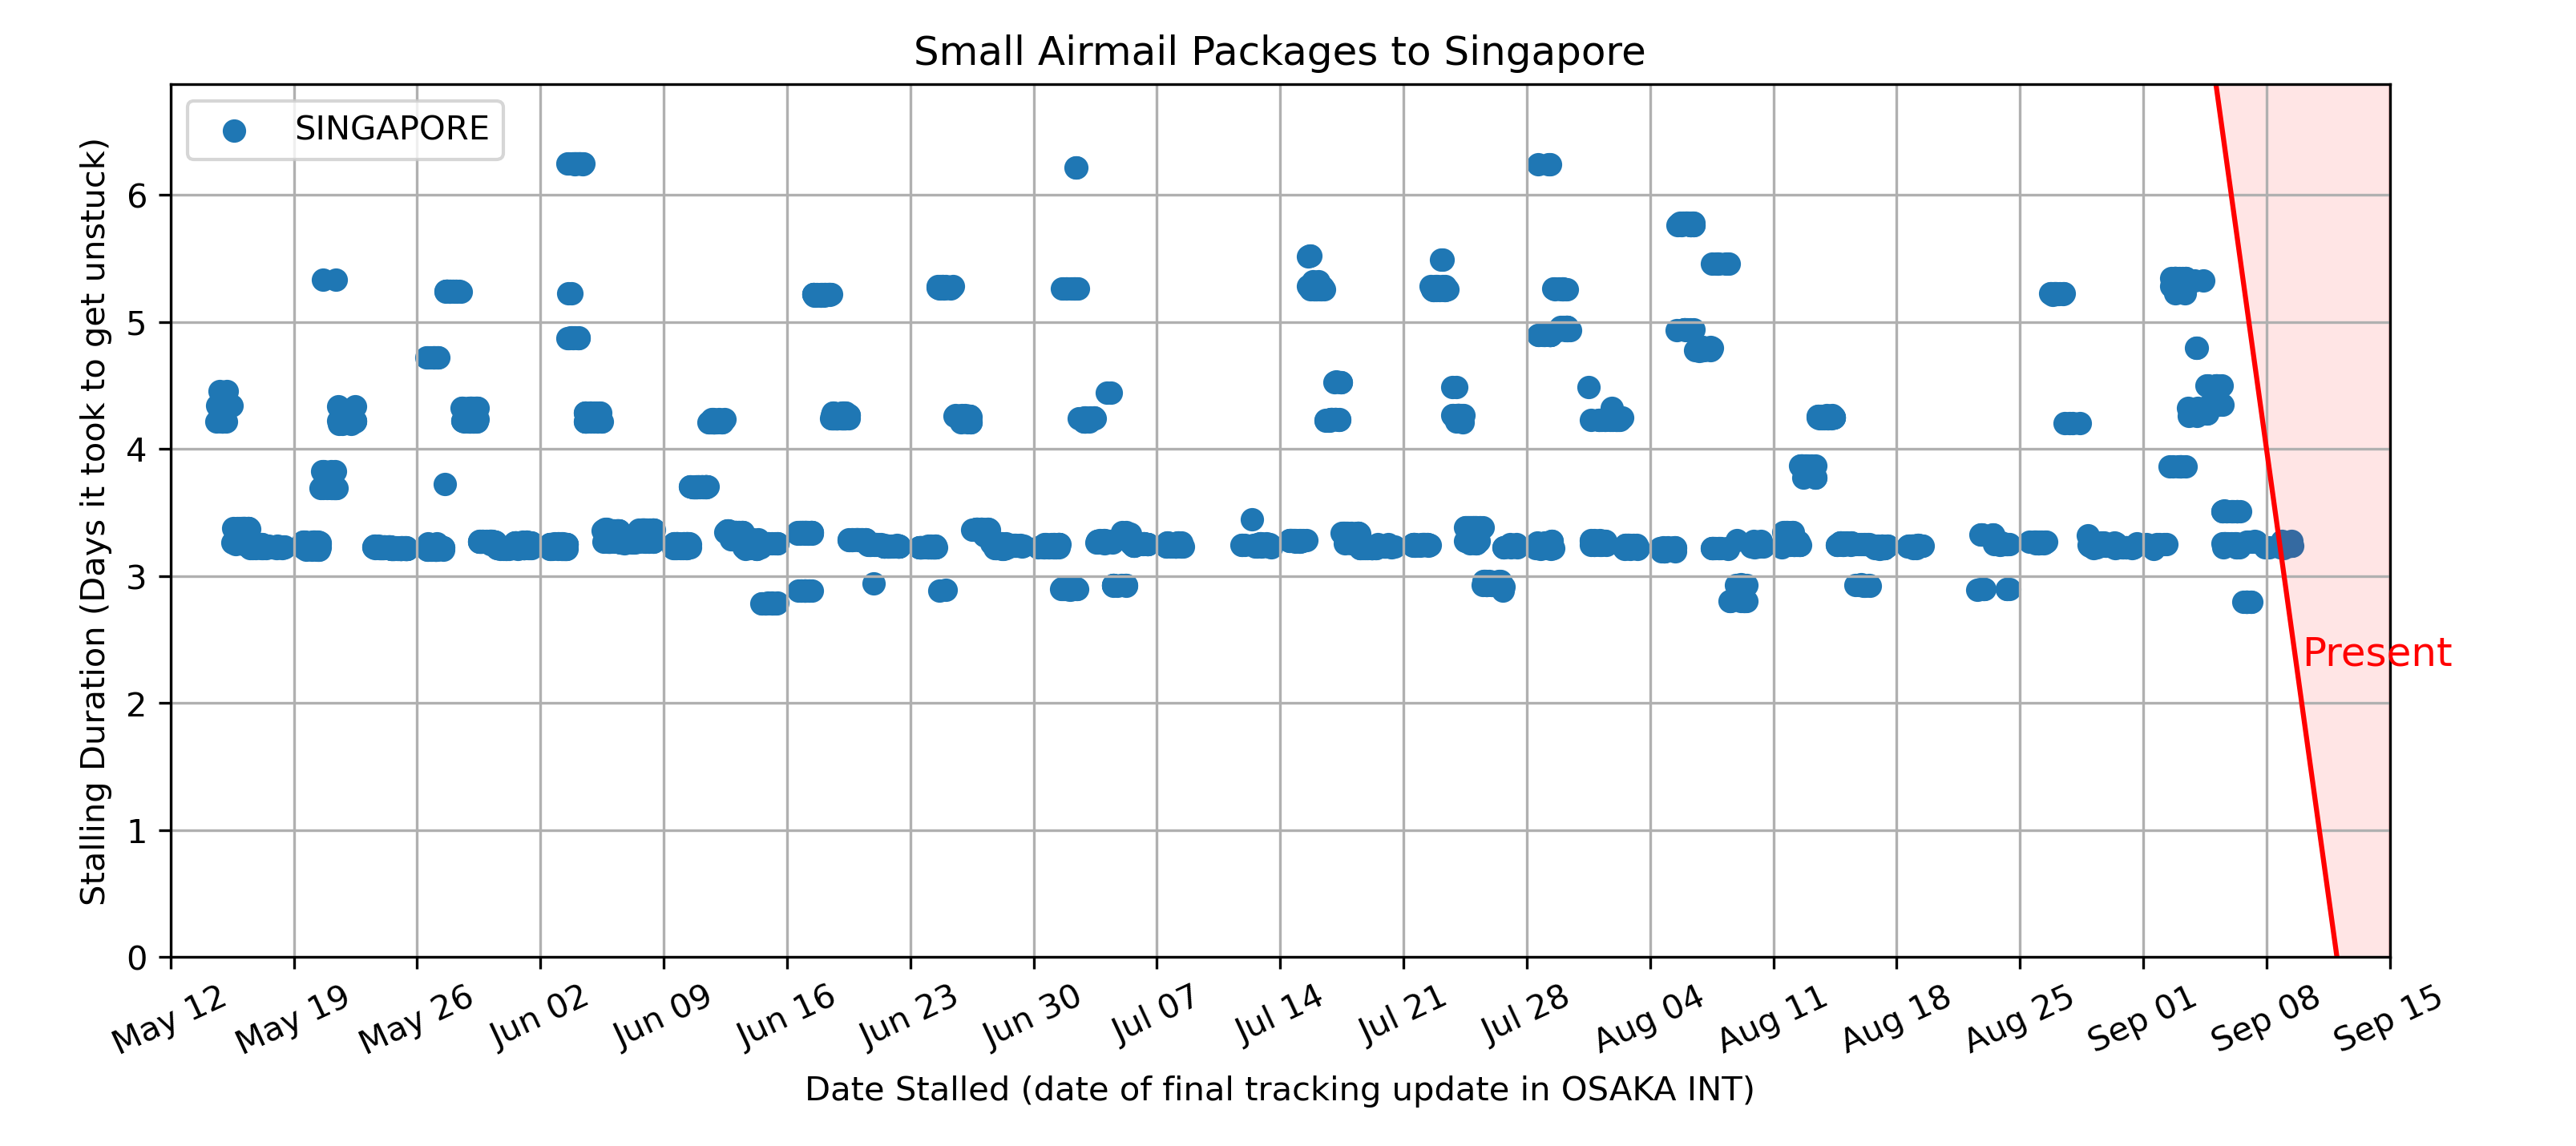 Small Airmail Packages to Singapore
SINGAPORE
Stalling Duration (Days it took to get unstuck)
6
5
4
3
2
1
0
Present
May 12
May 19
May 26
Jun 02
Jun 09
Jun 16
Jun 23
Jun 30
Jul 07
Jul 14
Jul 21
Jul 28
Aug 04
Aug 11
Aug 18
Aug 25
Sep 01
Sep 08
Sep 15
Date Stalled (date of final tracking update in OSAKA INT)